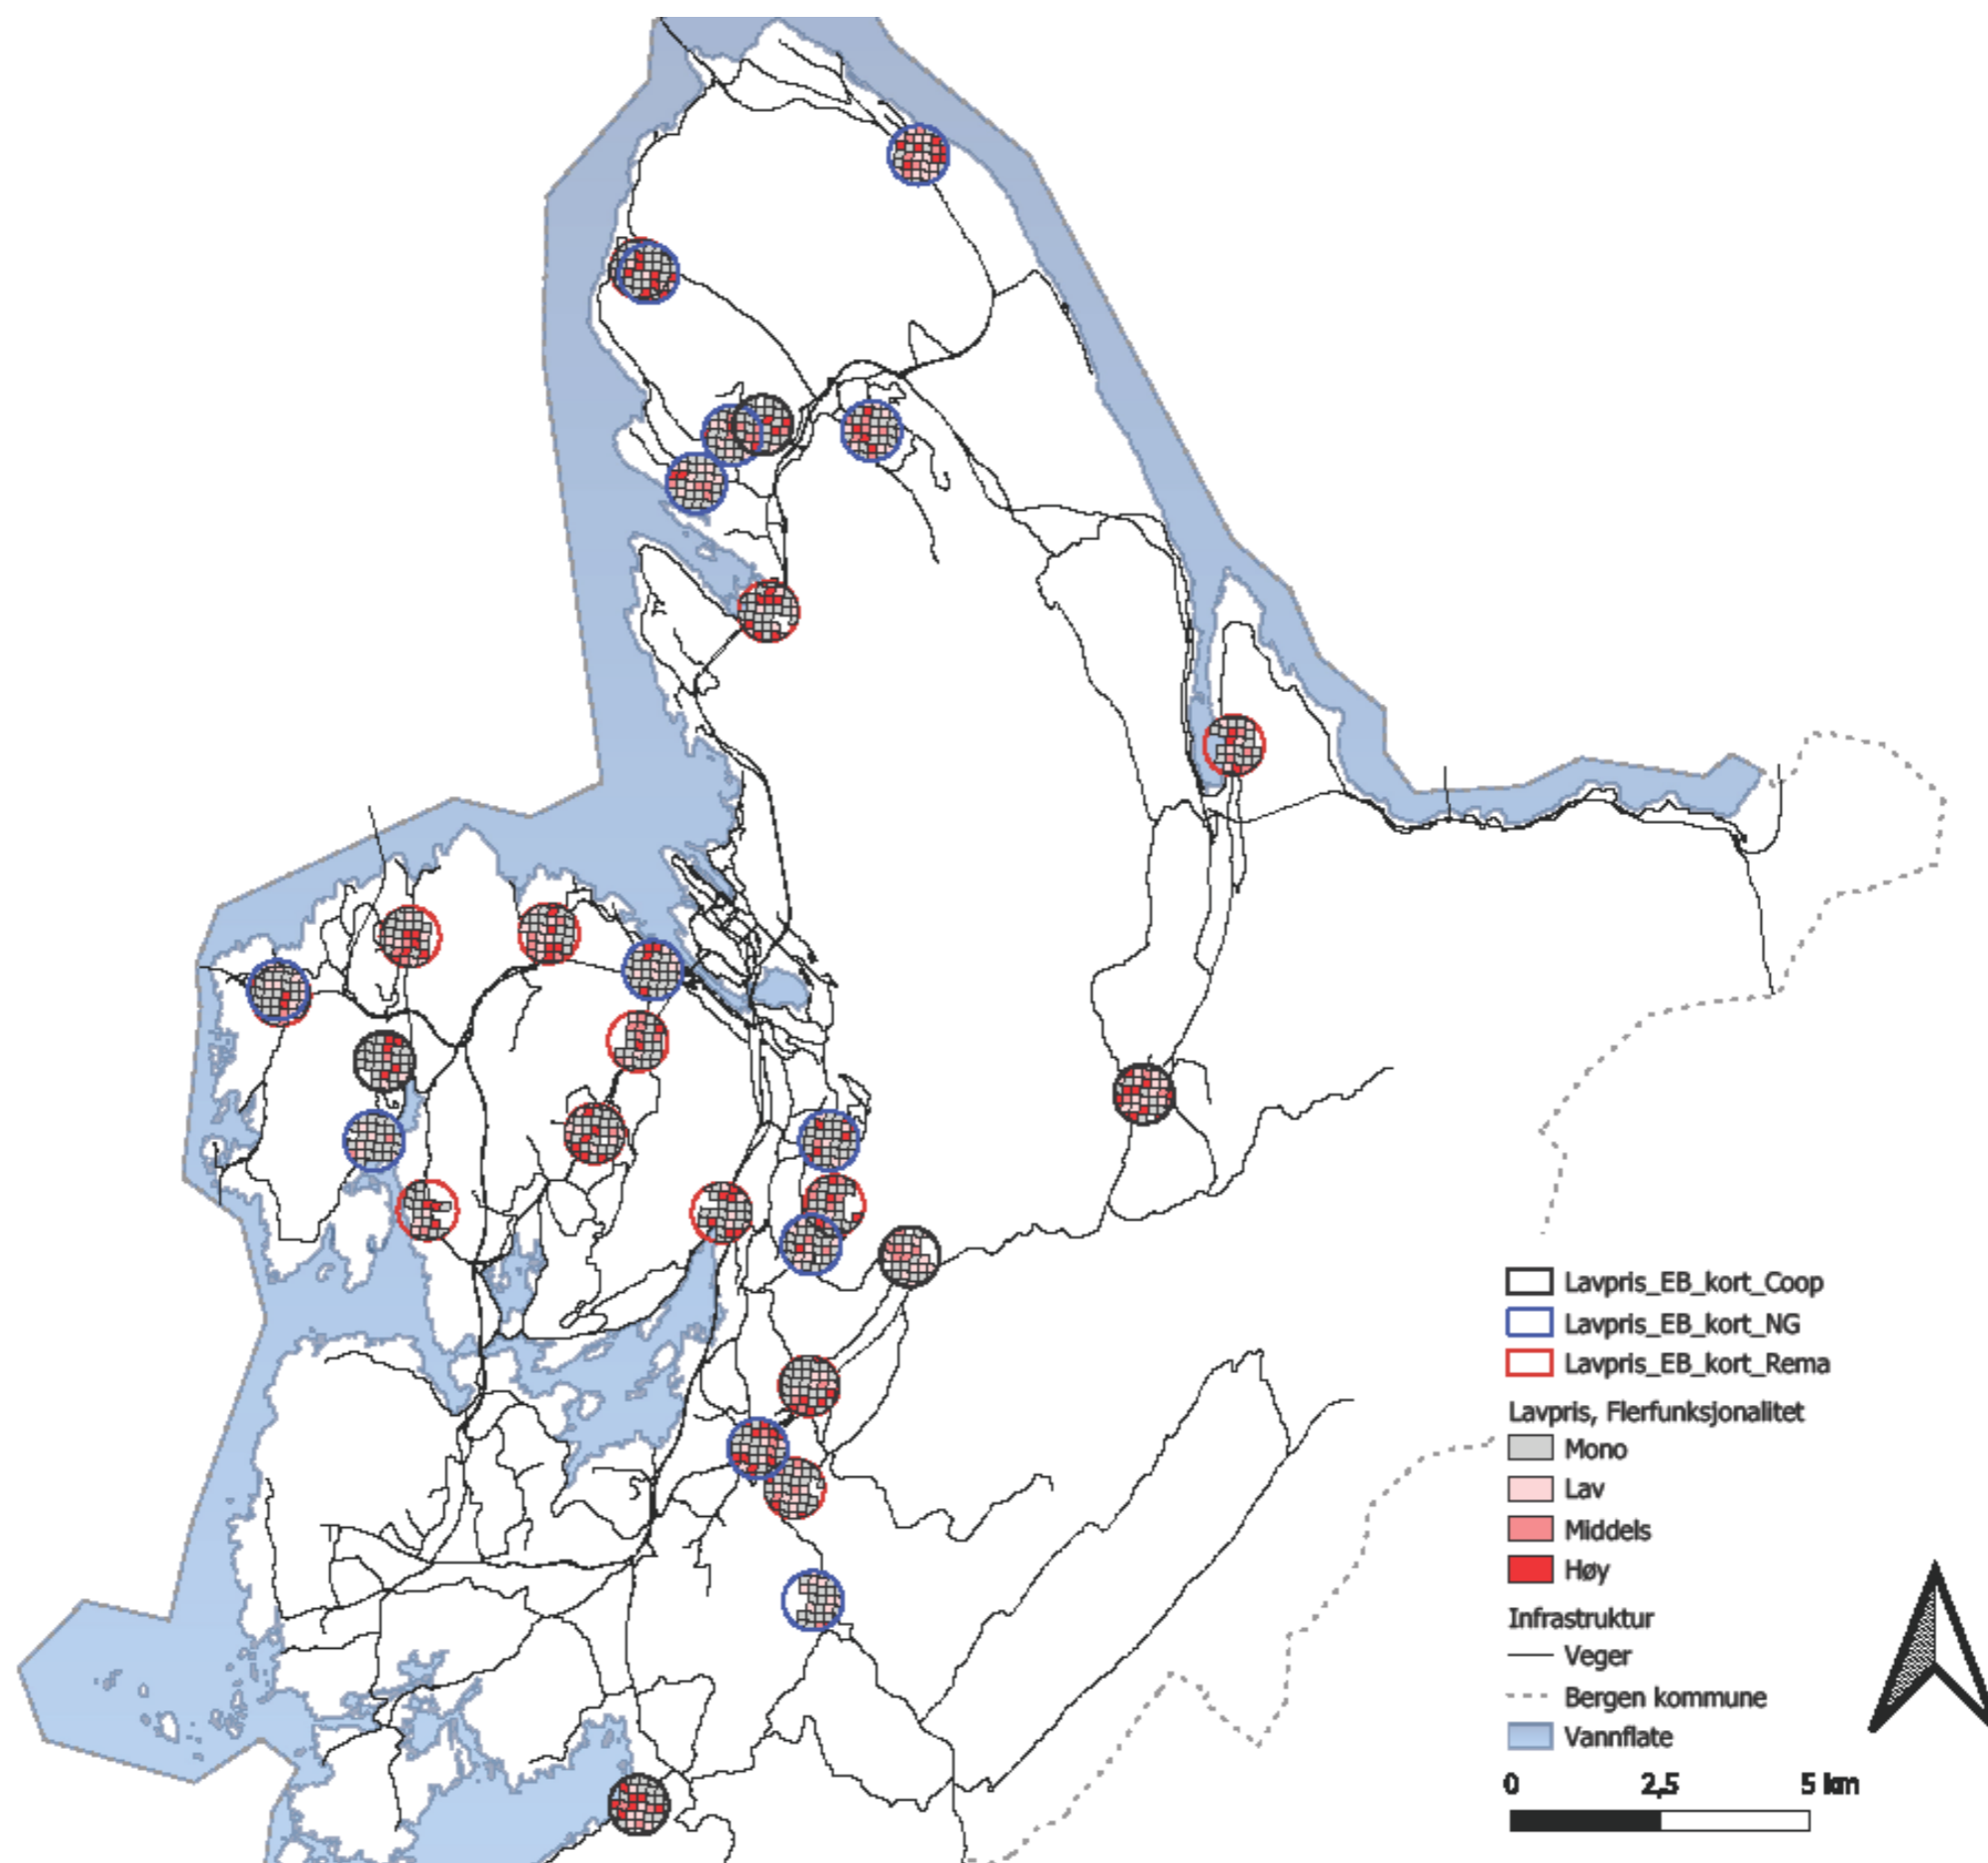 Lavpris_EB_kort_Coop
Lavpris_EB_kort_NG
Lavpris_EB_kort_Rema
Lavpris, Flerfunksjonalitet
Mono
Lav
Middels
Høy
Infrastruktur
Veger
Bergen kommune
Vannflate
0 2,5 5 km